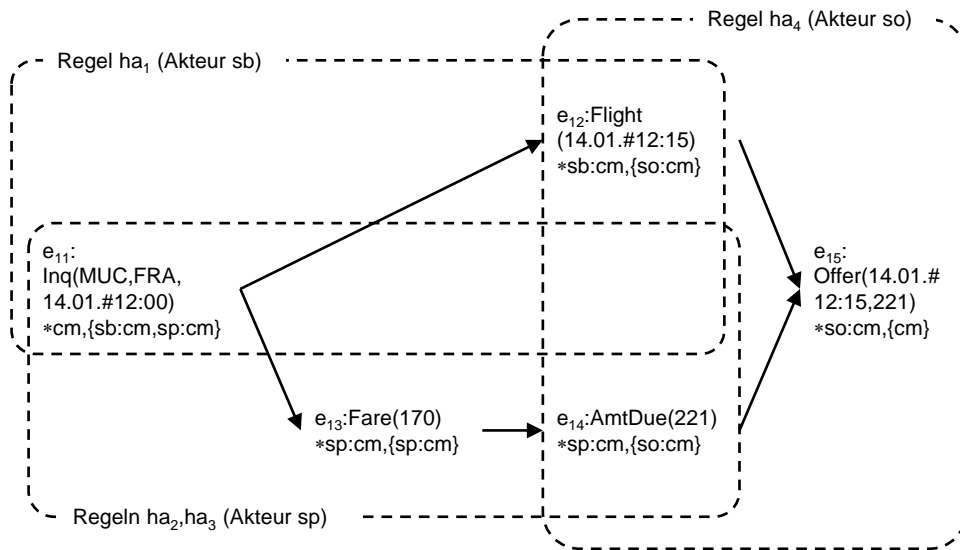 Regel ha₄ (Akteur so)
Regel ha₁ (Akteur sb)
e₁₂:Flight
(14.01.#12:15)
*sb:cm,{so:cm}
e₁₁:
Inq(MUC,FRA,
14.01.#12:00)
*cm,{sb:cm,sp:cm}
e₁₅:
Offer(14.01.#
12:15,221)
*so:cm,{cm}
e₁₃:Fare(170)
*sp:cm,{sp:cm}
e₁₄:AmtDue(221)
*sp:cm,{so:cm}
Regeln ha₂,ha₃ (Akteur sp)